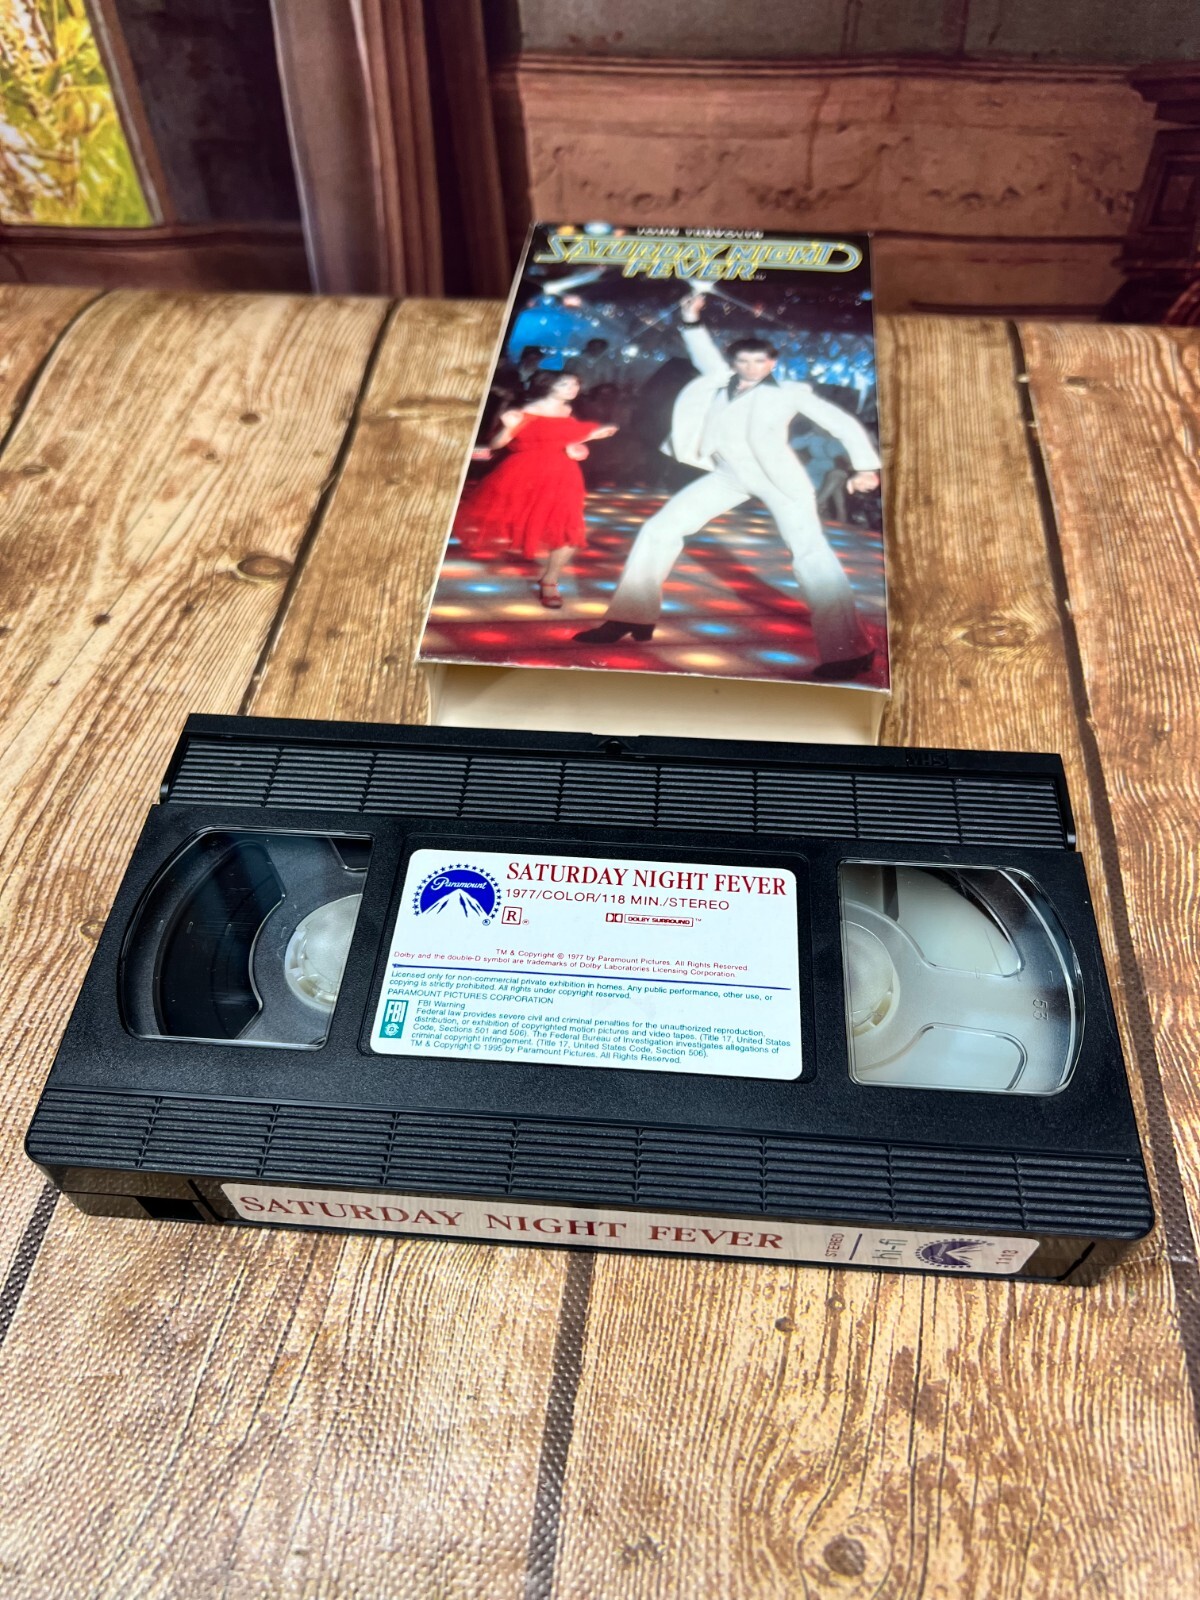 JOHN TRAVOLTA
SATURDAY NIGHT
FEVER
VHS
Paramount
SATURDAY NIGHT FEVER
1977/COLOR/118 MIN./STEREO
R
DOLBY SURROUND™
TM & Copyright © 1977 by Paramount Pictures. All Rights Reserved.
Dolby and the double-D symbol are trademarks of Dolby Laboratories Licensing Corporation.
Licensed only for non-commercial private exhibition in homes. Any public performance, other use, or
copying is strictly prohibited. All rights under copyright reserved.
PARAMOUNT PICTURES CORPORATION
FBI
FBI Warning
Federal law provides severe civil and criminal penalties for the unauthorized reproduction,
distribution, or exhibition of copyrighted motion pictures and video tapes. (Title 17, United States
Code, Sections 501 and 506). The Federal Bureau of Investigation investigates allegations of
criminal copyright infringement. (Title 17, United States Code, Section 506).
TM & Copyright © 1995 by Paramount Pictures. All Rights Reserved.
53
SATURDAY NIGHT FEVER
STEREO
hi-fi
1113